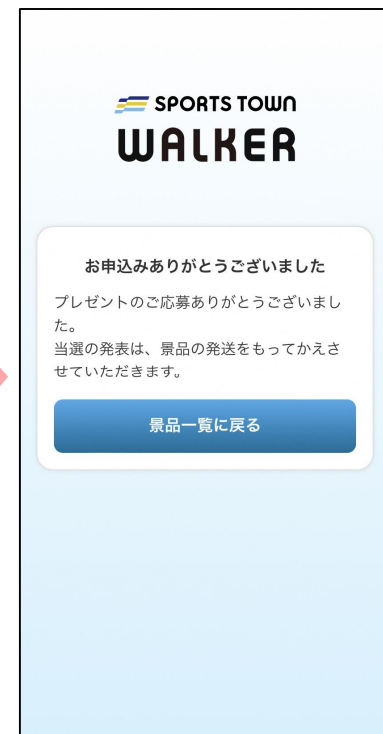 SPORTS TOWN
WALKER
お申込みありがとうございました
プレゼントのご応募ありがとうございまし
た。
当選の発表は、景品の発送をもってかえさ
せていただきます。
景品一覧に戻る